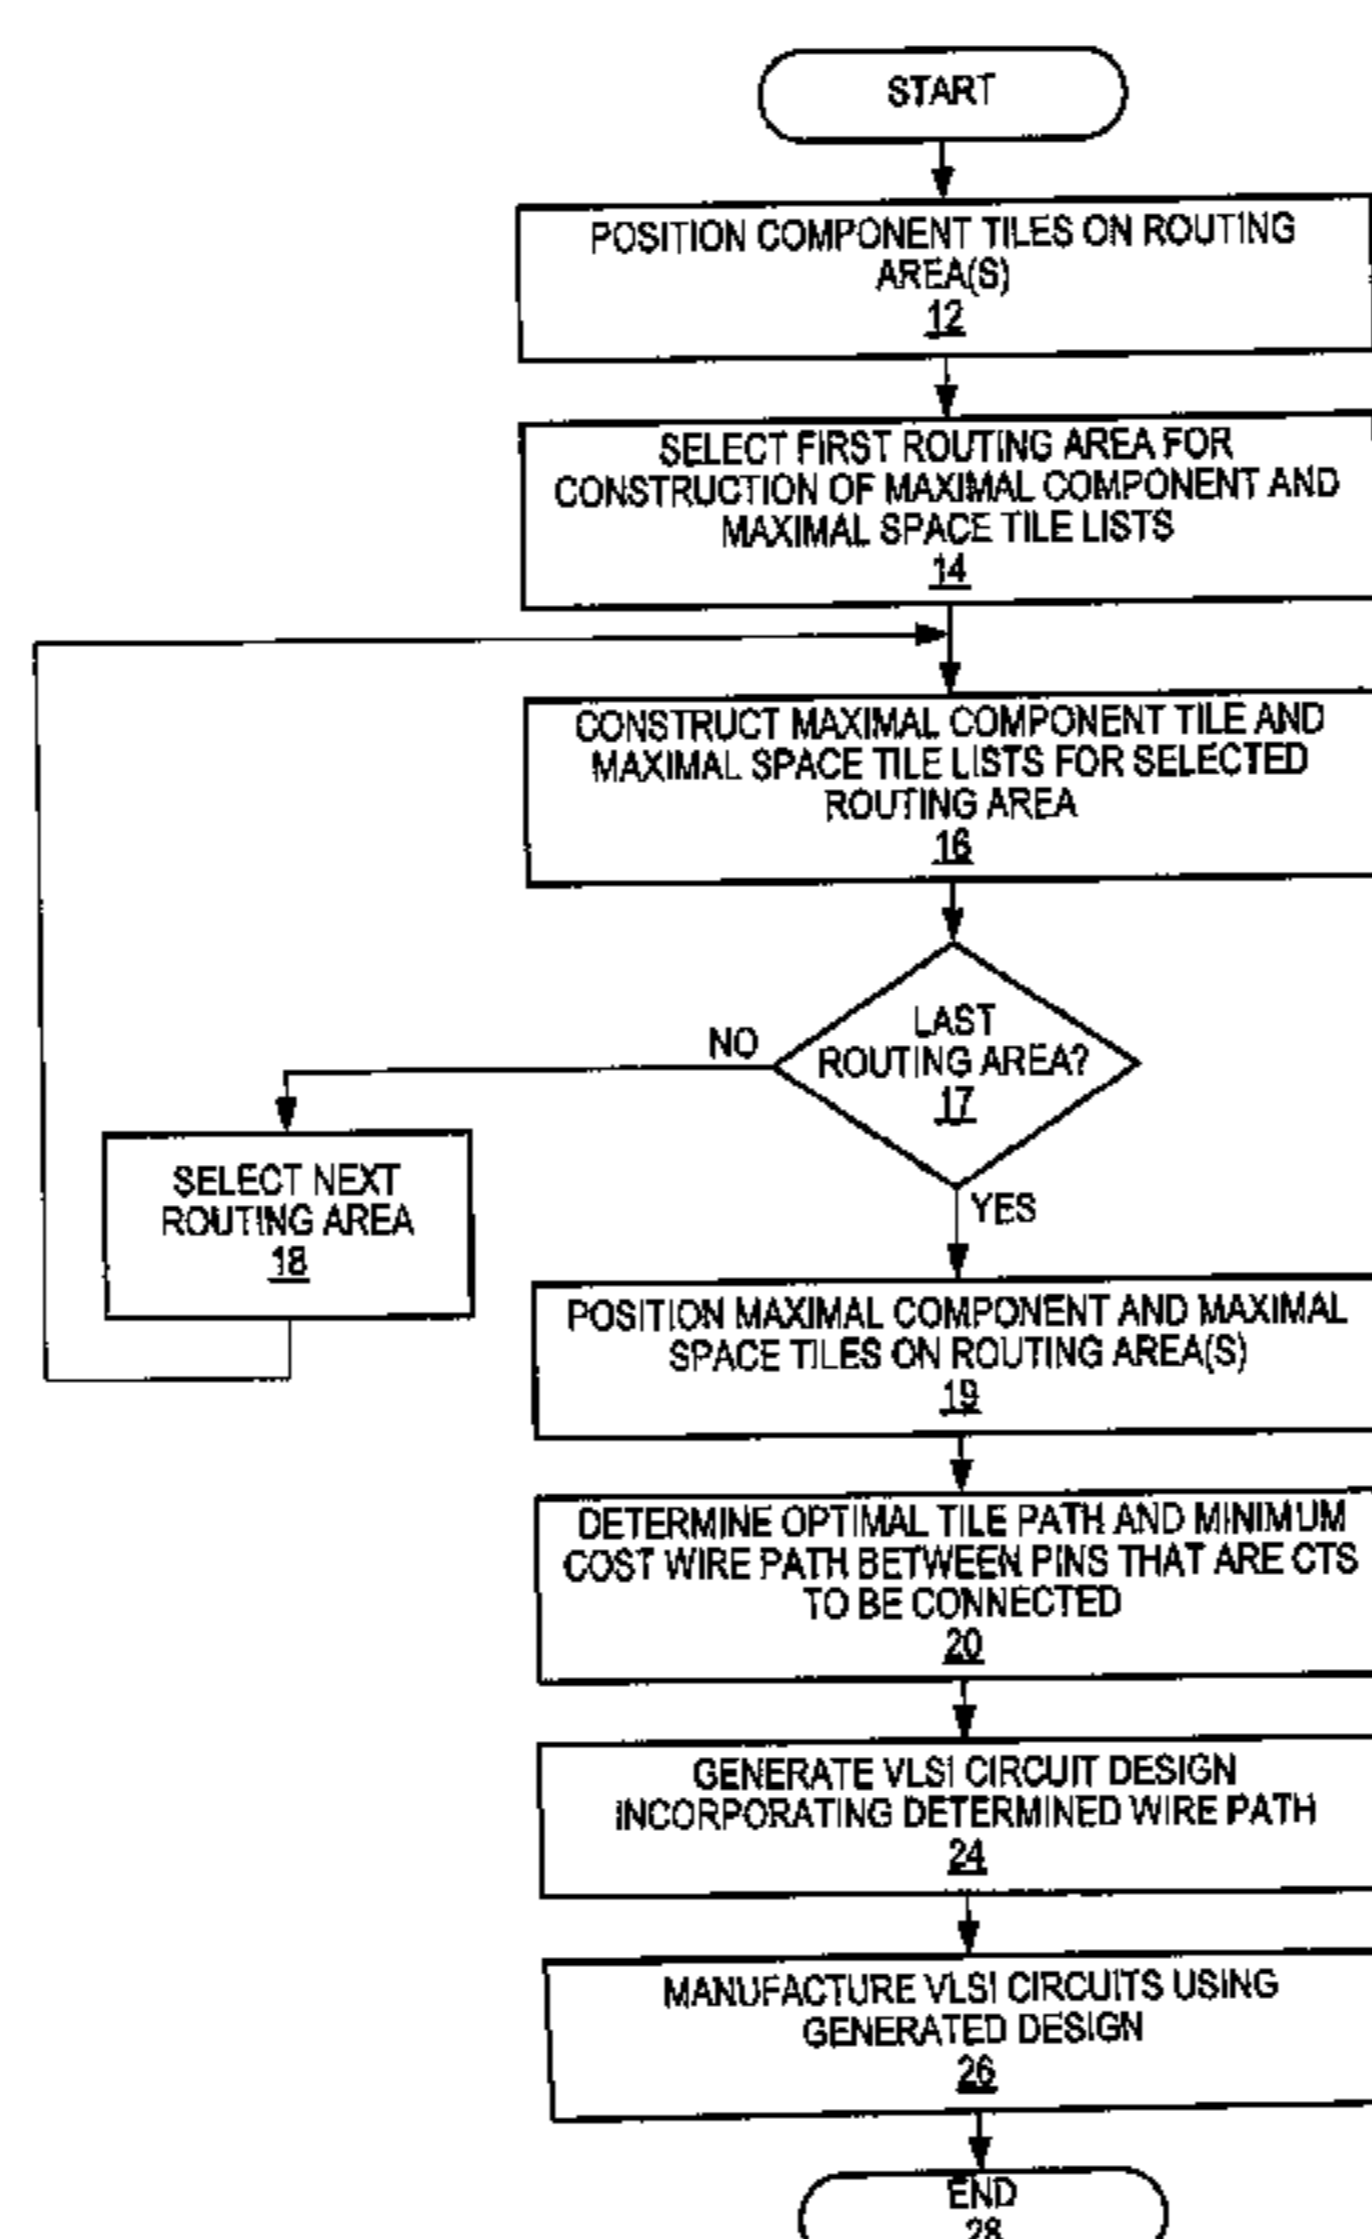 START
POSITION COMPONENT TILES ON ROUTING
AREA(S)
12
SELECT FIRST ROUTING AREA FOR
CONSTRUCTION OF MAXIMAL COMPONENT AND
MAXIMAL SPACE TILE LISTS
14
CONSTRUCT MAXIMAL COMPONENT TILE AND
MAXIMAL SPACE TILE LISTS FOR SELECTED
ROUTING AREA
16
LAST
ROUTING AREA?
17
NO
YES
SELECT NEXT
ROUTING AREA
18
POSITION MAXIMAL COMPONENT AND MAXIMAL
SPACE TILES ON ROUTING AREA(S)
19
DETERMINE OPTIMAL TILE PATH AND MINIMUM
COST WIRE PATH BETWEEN PINS THAT ARE CTS
TO BE CONNECTED
20
GENERATE VLSI CIRCUIT DESIGN
INCORPORATING DETERMINED WIRE PATH
24
MANUFACTURE VLSI CIRCUITS USING
GENERATED DESIGN
26
END
28